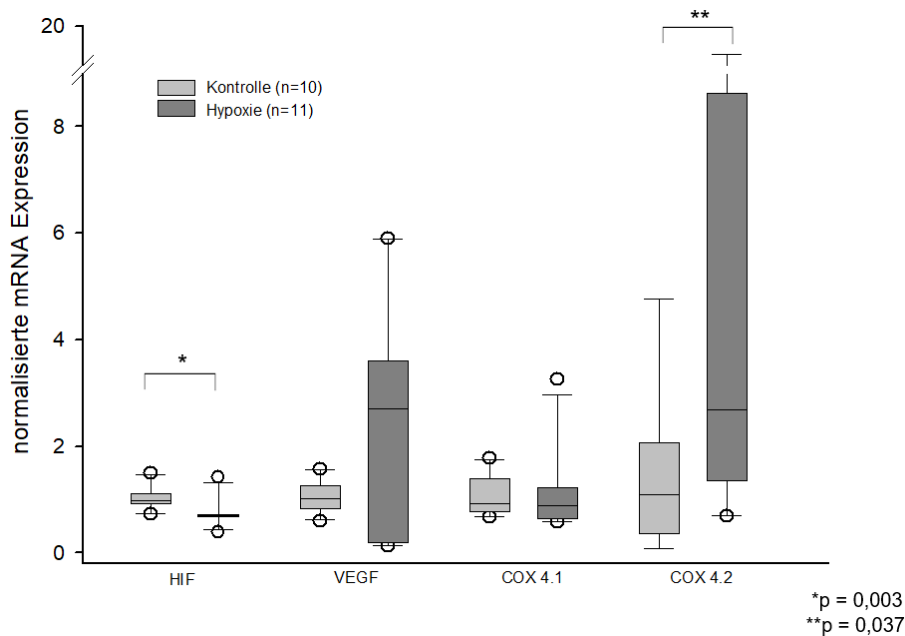 normalisierte mRNA Expression
20
8
6
4
2
0
Kontrolle (n=10)
Hypoxie (n=11)
*
**
HIF
VEGF
COX 4.1
COX 4.2
*p = 0,003
**p = 0,037